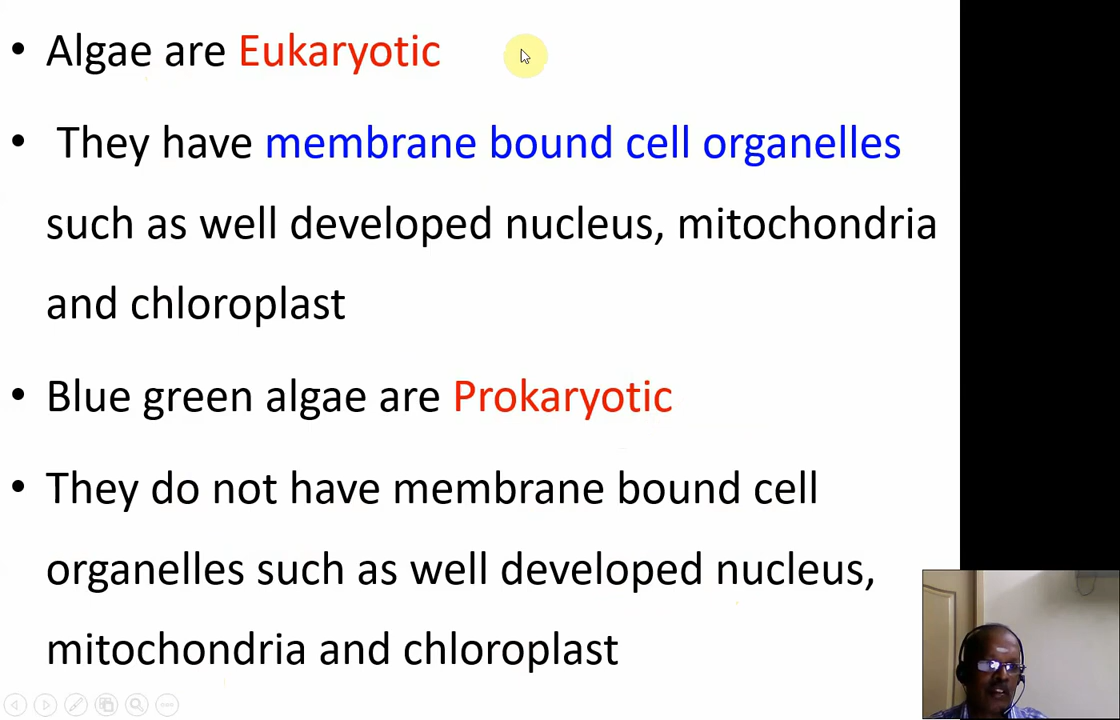 • Algae are Eukaryotic
• They have membrane bound cell organelles
such as well developed nucleus, mitochondria
and chloroplast
• Blue green algae are Prokaryotic
• They do not have membrane bound cell
organelles such as well developed nucleus,
mitochondria and chloroplast